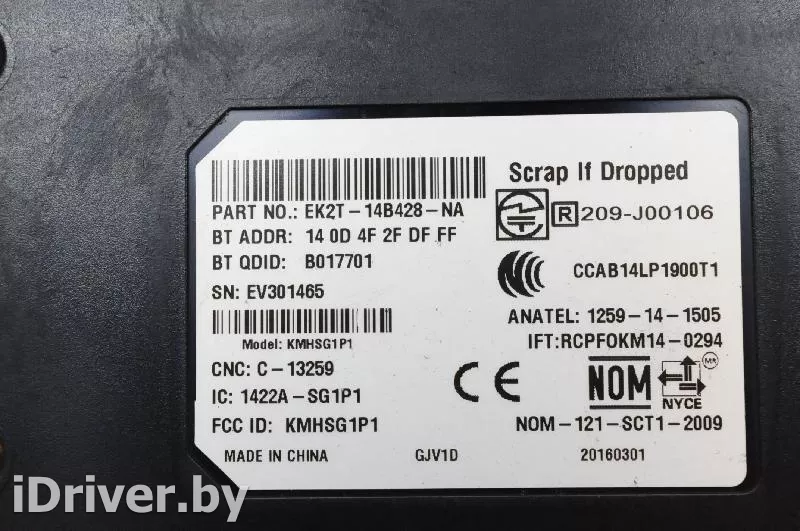 Scrap If Dropped
PART NO.: EK2T-14B428-NA
R 209-J00106
BT ADDR: 14 0D 4F 2F DF FF
BT QDID: B017701
CCAB14LP1900T1
SN: EV301465
ANATEL: 1259-14-1505
Model: KMHSG1P1
IFT:RCPFOKM14-0294
CNC: C-13259
IC: 1422A-SG1P1
CE
NOM
NYCE
FCC ID: KMHSG1P1
NOM-121-SCT1-2009
MADE IN CHINA
GJV1D
20160301
iDriver.by